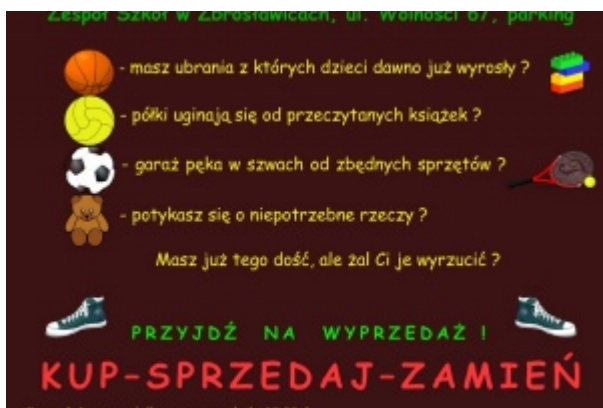 Zespół Szkół w Zbrosławicach, ul. Wolności 67, parking
- masz ubrania z których dzieci dawno już wyrosły ?
- półki uginają się od przeczytanych książek ?
- garaż pęka w szwach od zbędnych sprzętów ?
- potykasz się o niepotrzebne rzeczy ?
Masz już tego dość, ale żal Ci je wyrzucić ?
PRZYJDŹ NA WYPRZEDAŻ !
KUP-SPRZEDAJ-ZAMIEŃ